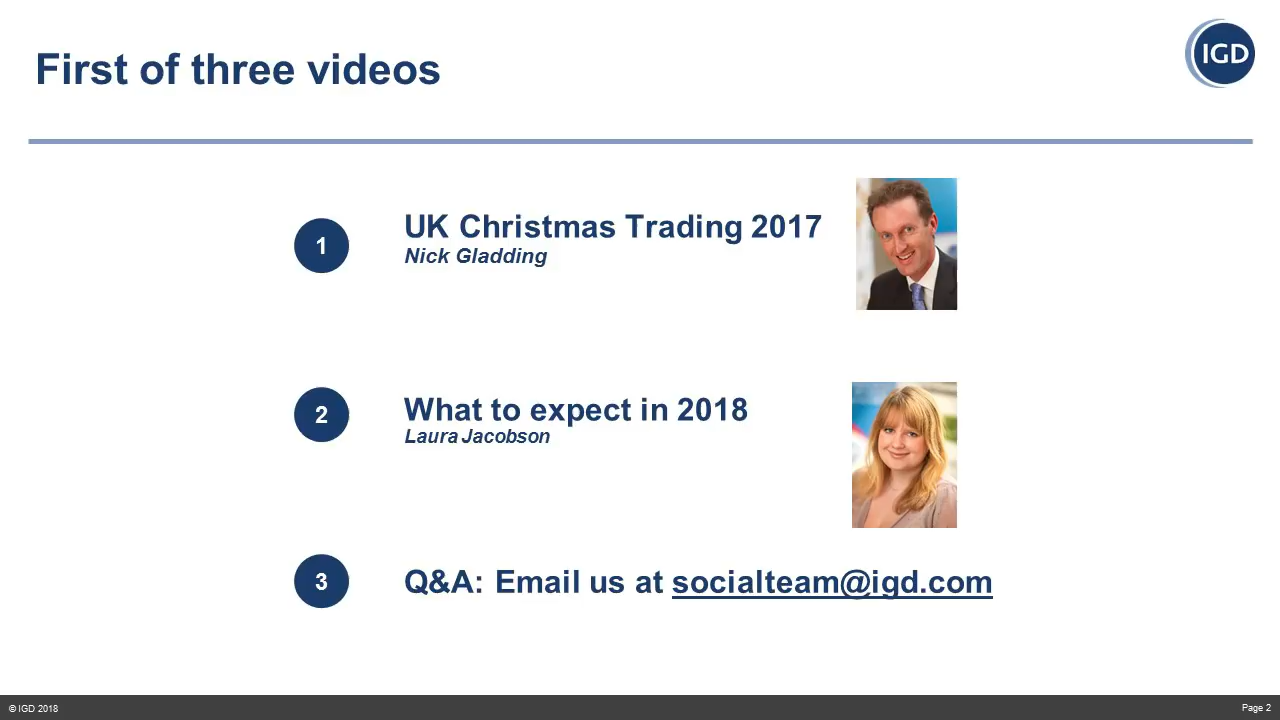 First of three videos
IGD
1
UK Christmas Trading 2017
Nick Gladding
2
What to expect in 2018
Laura Jacobson
3
Q&A: Email us at socialteam@igd.com
© IGD 2018
Page 2